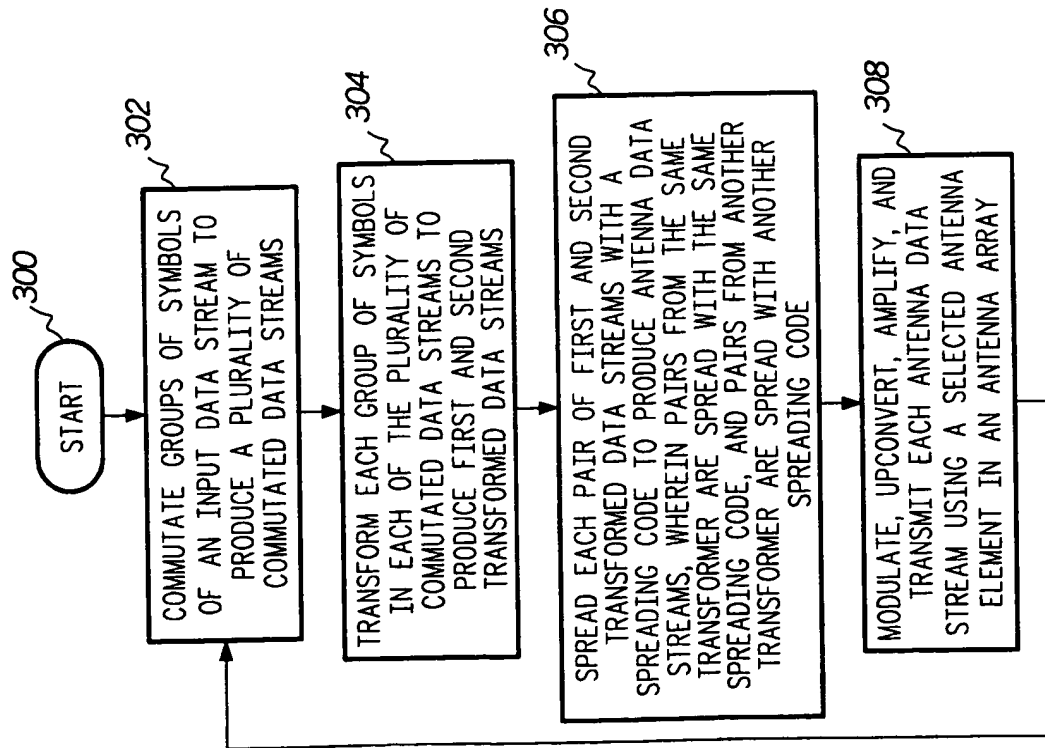 300
START
302
COMMUTATE GROUPS OF SYMBOLS
OF AN INPUT DATA STREAM TO
PRODUCE A PLURALITY OF
COMMUTATED DATA STREAMS
304
TRANSFORM EACH GROUP OF SYMBOLS
IN EACH OF THE PLURALITY OF
COMMUTATED DATA STREAMS TO
PRODUCE FIRST AND SECOND
TRANSFORMED DATA STREAMS
306
SPREAD EACH PAIR OF FIRST AND SECOND
TRANSFORMED DATA STREAMS WITH A
SPREADING CODE TO PRODUCE ANTENNA DATA
STREAMS, WHEREIN PAIRS FROM THE SAME
TRANSFORMER ARE SPREAD WITH THE SAME
SPREADING CODE, AND PAIRS FROM ANOTHER
TRANSFORMER ARE SPREAD WITH ANOTHER
SPREADING CODE
308
MODULATE, UPCONVERT, AMPLIFY, AND
TRANSMIT EACH ANTENNA DATA
STREAM USING A SELECTED ANTENNA
ELEMENT IN AN ANTENNA ARRAY